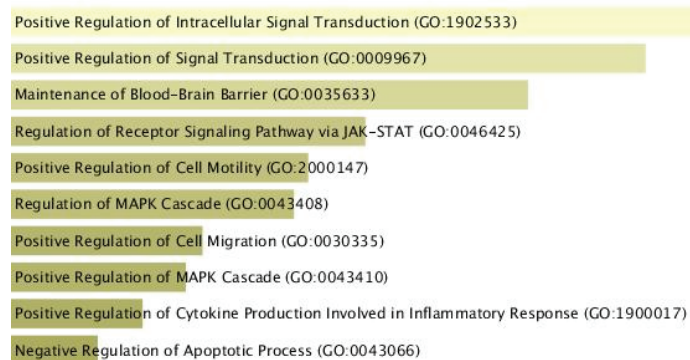 Positive Regulation of Intracellular Signal Transduction (GO:1902533)
Positive Regulation of Signal Transduction (GO:0009967)
Maintenance of Blood-Brain Barrier (GO:0035633)
Regulation of Receptor Signaling Pathway via JAK-STAT (GO:0046425)
Positive Regulation of Cell Motility (GO:2000147)
Regulation of MAPK Cascade (GO:0043408)
Positive Regulation of Cell Migration (GO:0030335)
Positive Regulation of MAPK Cascade (GO:0043410)
Positive Regulation of Cytokine Production Involved in Inflammatory Response (GO:1900017)
Negative Regulation of Apoptotic Process (GO:0043066)